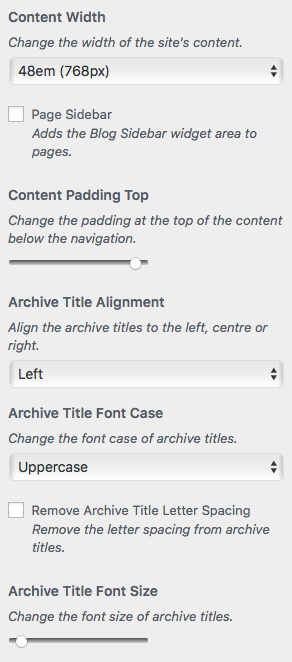 Content Width
Change the width of the site's content.
48em (768px)
Page Sidebar
Adds the Blog Sidebar widget area to
pages.
Content Padding Top
Change the padding at the top of the content
below the navigation.
Archive Title Alignment
Align the archive titles to the left, centre or
right.
Left
Archive Title Font Case
Change the font case of archive titles.
Uppercase
Remove Archive Title Letter Spacing
Remove the letter spacing from archive
titles.
Archive Title Font Size
Change the font size of archive titles.